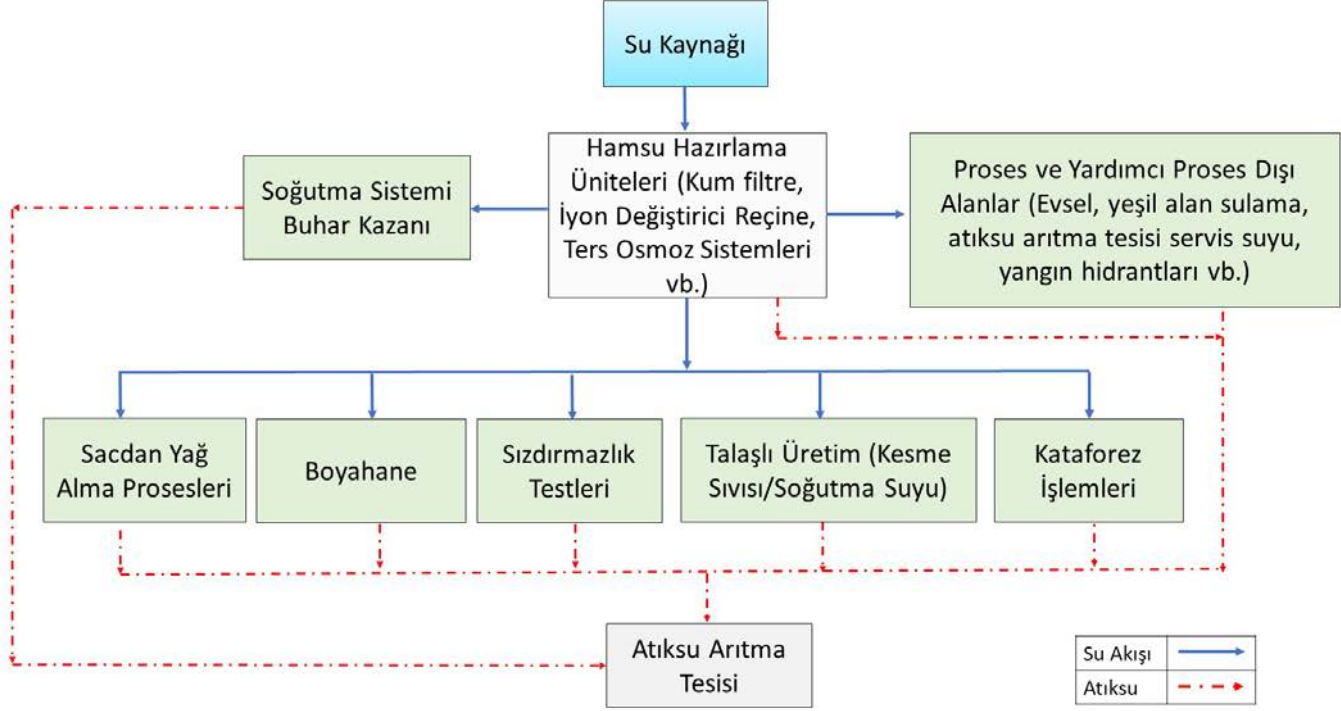 Su Kaynağı
Hamsu Hazırlama
Üniteleri (Kum filtre,
İyon Değiştirici Reçine,
Ters Osmoz Sistemleri
vb.)
Soğutma Sistemi
Buhar Kazanı
Proses ve Yardımcı Proses Dışı
Alanlar (Evsel, yeşil alan sulama,
atıksu arıtma tesisi servis suyu,
yangın hidrantları vb.)
Sacdan Yağ
Alma Prosesleri
Boyahane
Sızdırmazlık
Testleri
Talaşlı Üretim (Kesme
Sıvısı/Soğutma Suyu)
Kataforez
İşlemleri
Atıksu Arıtma
Tesisi
Su Akışı
Atıksu